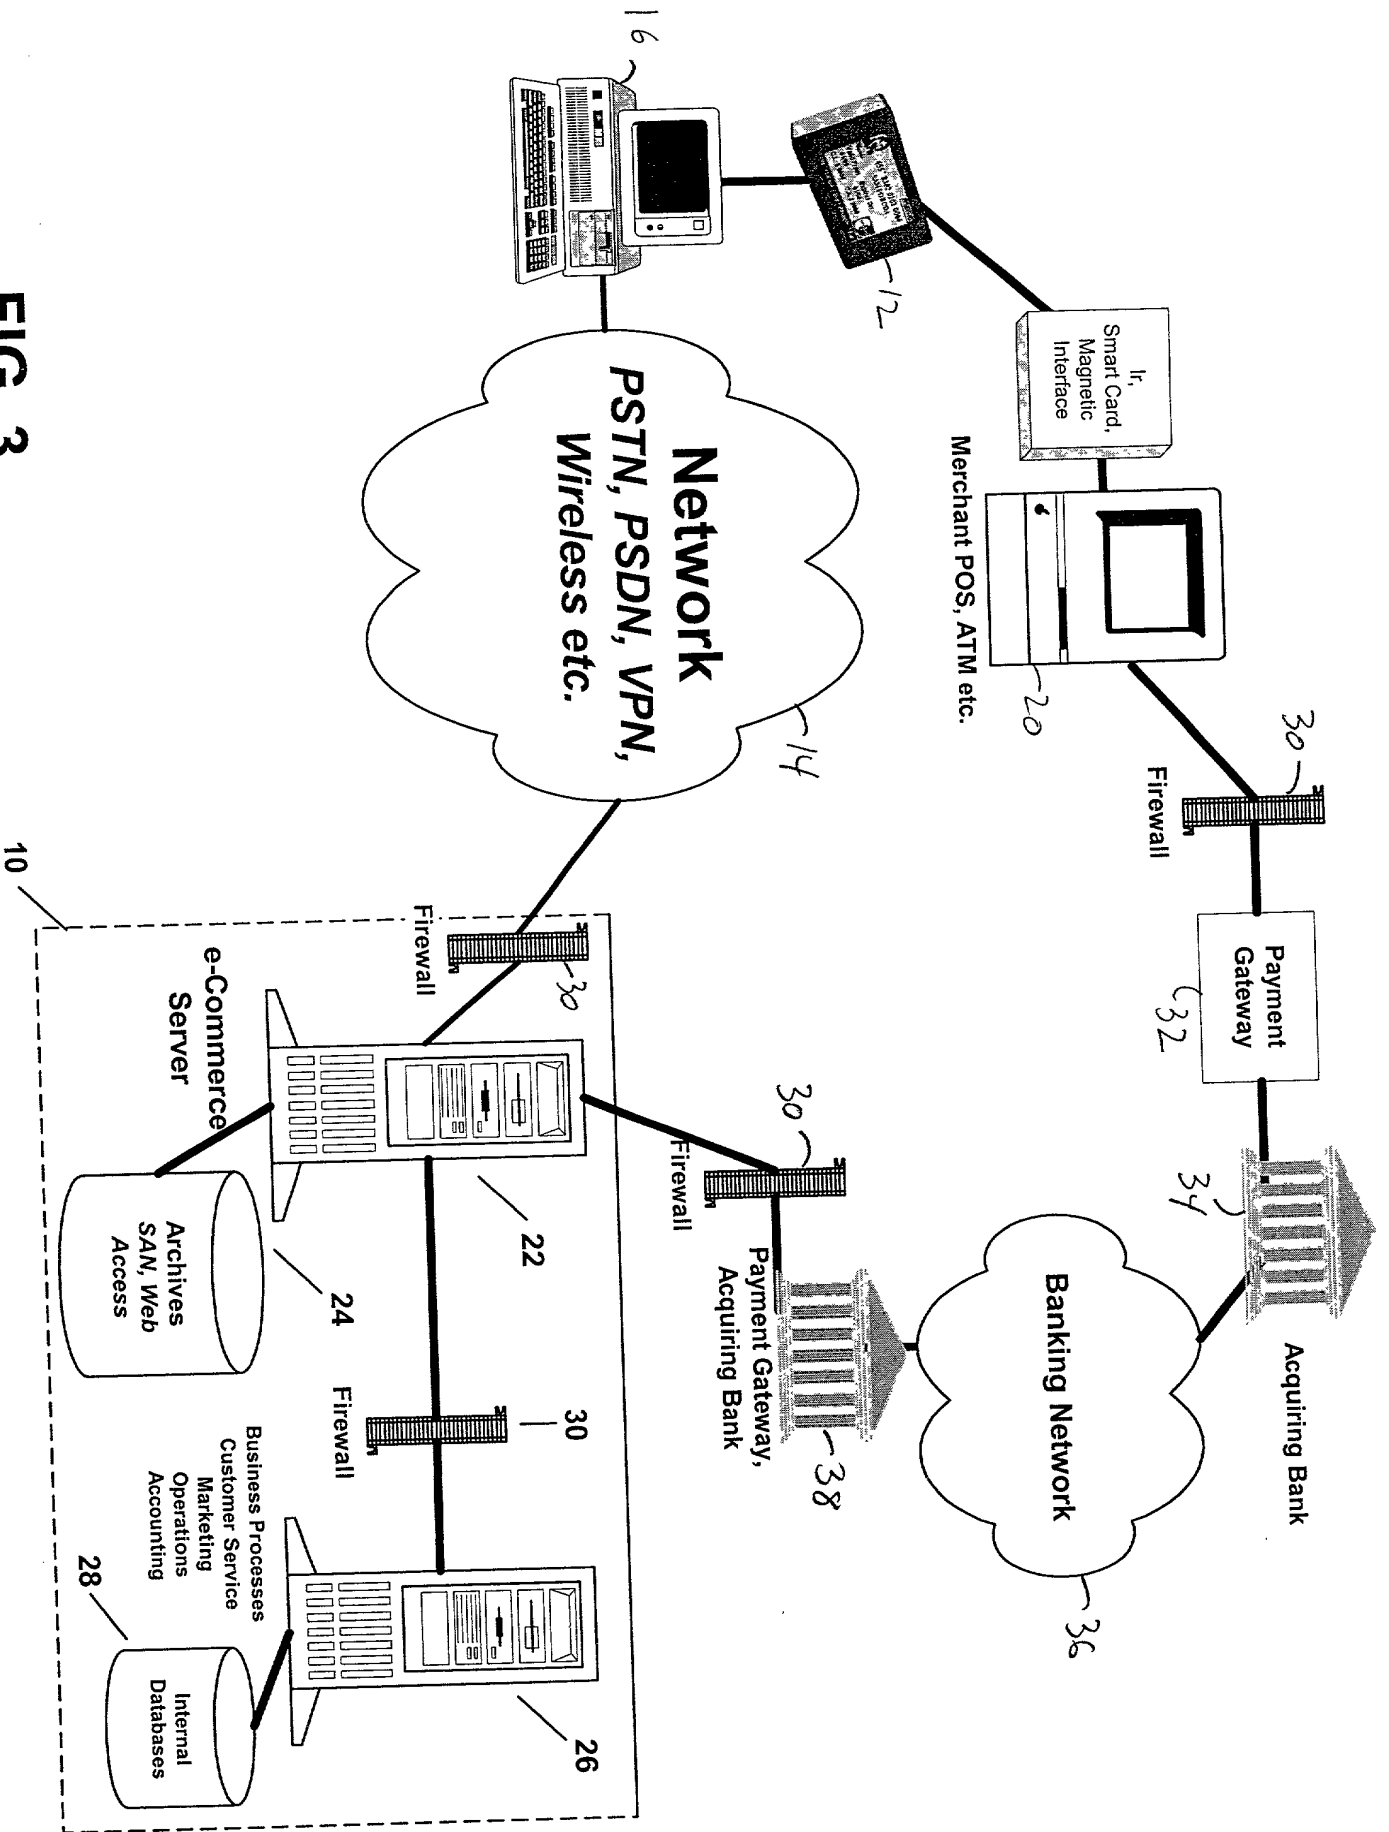 Ir,
Smart Card,
Magnetic
Interface
12
16
Merchant POS, ATM etc.
20
30
Firewall
Payment
Gateway
32
34
Acquiring Bank
Network
PSTN, PSDN, VPN,
Wireless etc.
14
Banking Network
36
30
Firewall
Payment Gateway,
Acquiring Bank
38
Firewall
30
e-Commerce
Server
22
Archives
SAN, Web
Access
24
30
Firewall
26
Business Processes
Customer Service
Marketing
Operations
Accounting
28
Internal
Databases
10
FIG. 3